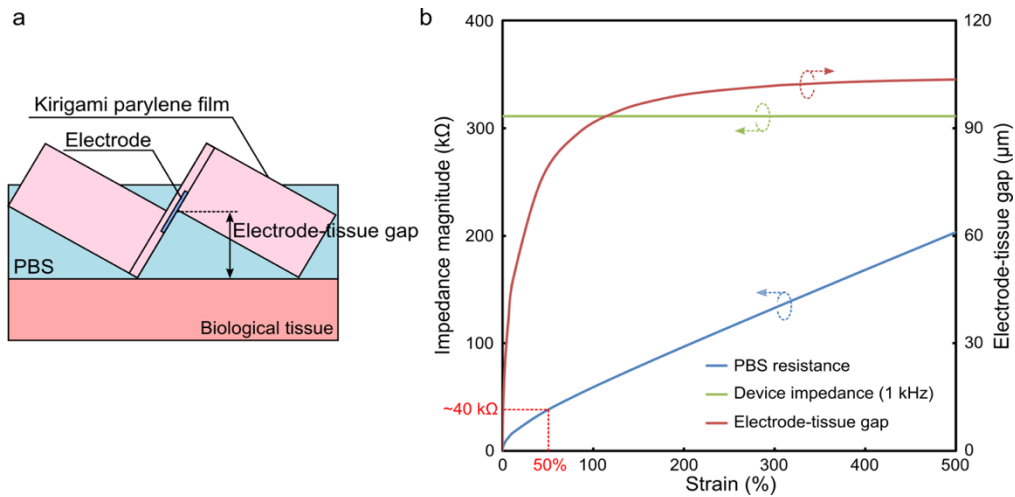 a
Kirigami parylene film
Electrode
Electrode-tissue gap
PBS
Biological tissue
b
Impedance magnitude (kΩ)
400
300
200
100
0
~40 kΩ
50%
0
100
200
300
400
500
Strain (%)
120
90
60
30
0
Electrode-tissue gap (μm)
PBS resistance
Device impedance (1 kHz)
Electrode-tissue gap